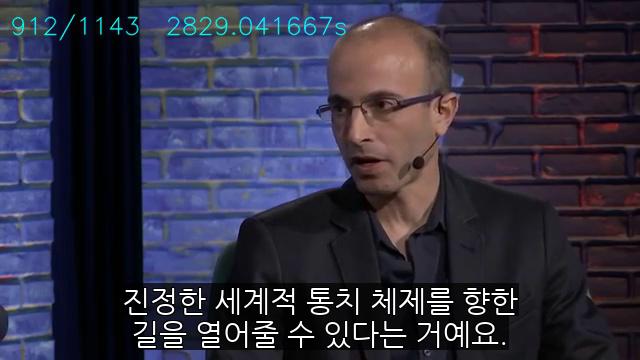 912/1143 2829.041667s
진정한 세계적 통치 체제를 향한
길을 열어줄 수 있다는 거예요.